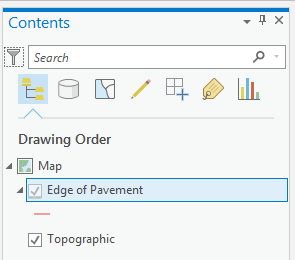 Contents
Search
Drawing Order
Map
Edge of Pavement
Topographic